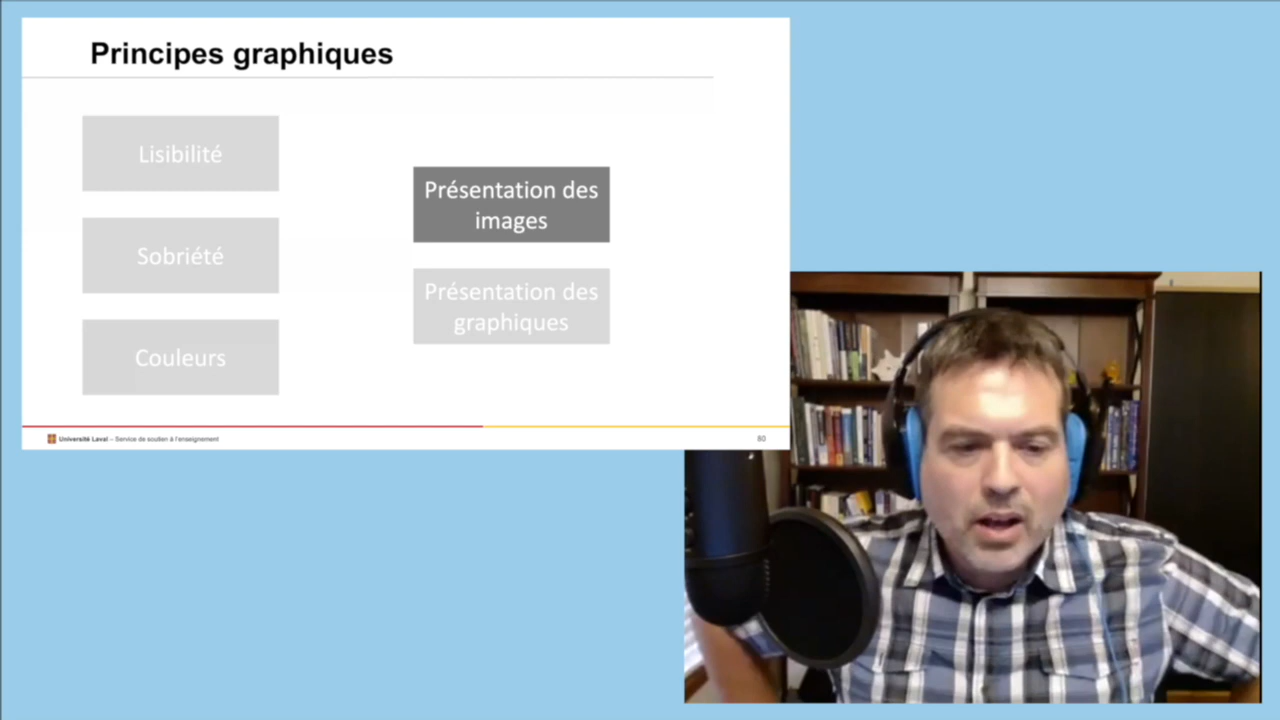 Principes graphiques
Lisibilité
Sobriété
Couleurs
Présentation des
images
Présentation des
graphiques
Université Laval – Service de soutien à l'enseignement
80